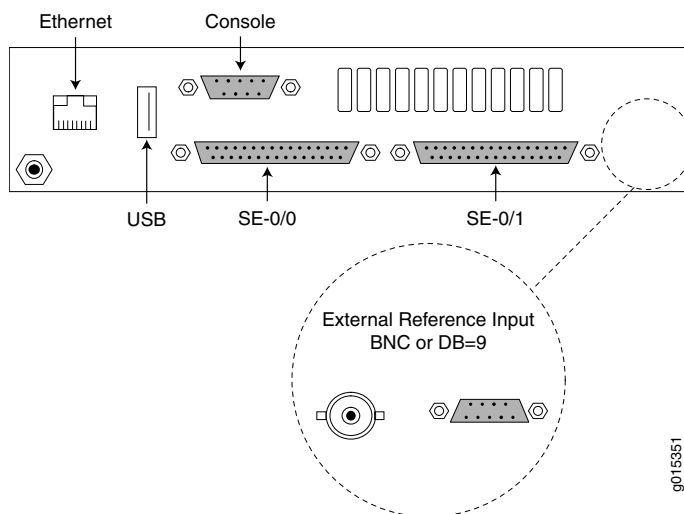 Ethernet
Console
USB
SE-0/0
SE-0/1
External Reference Input
BNC or DB=9
g015351